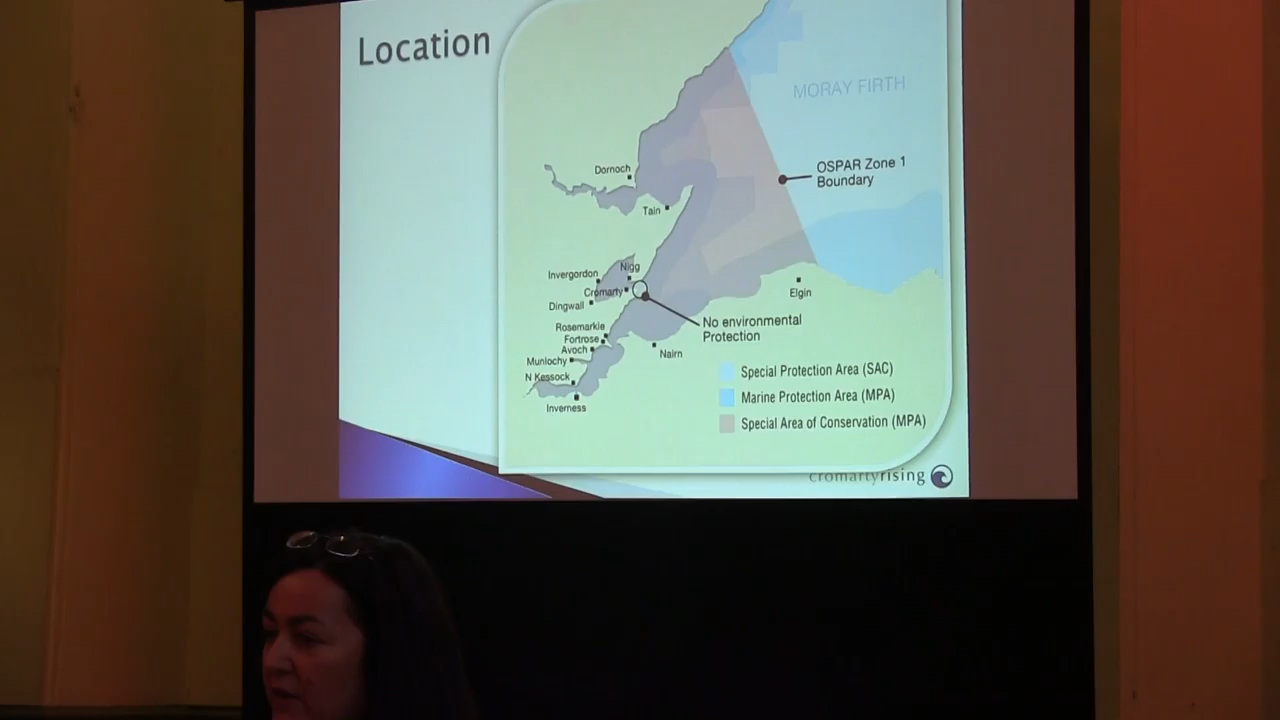 Location
MORAY FIRTH
OSPAR Zone 1
Boundary
Dornoch
Tain
Nigg
Invergordon
Cromarty
Dingwall
Elgin
No environmental
Protection
Rosemarkie
Fortrose
Avoch
Munlochy
Nairn
N Kessock
Inverness
Special Protection Area (SAC)
Marine Protection Area (MPA)
Special Area of Conservation (MPA)
cromartyrising